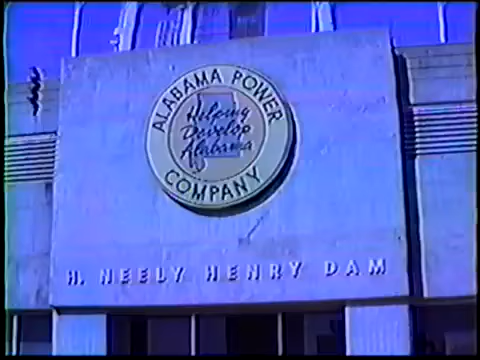 ALABAMA POWER
Helping
Develop
Alabama
COMPANY
H. NEELY HENRY DAM